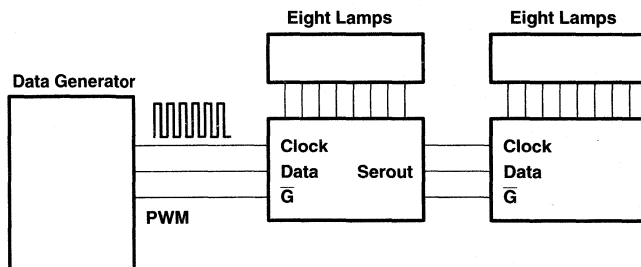 Eight Lamps
Eight Lamps
Data Generator
Clock
Data
Serout
G̅
Clock
Data
G̅
PWM